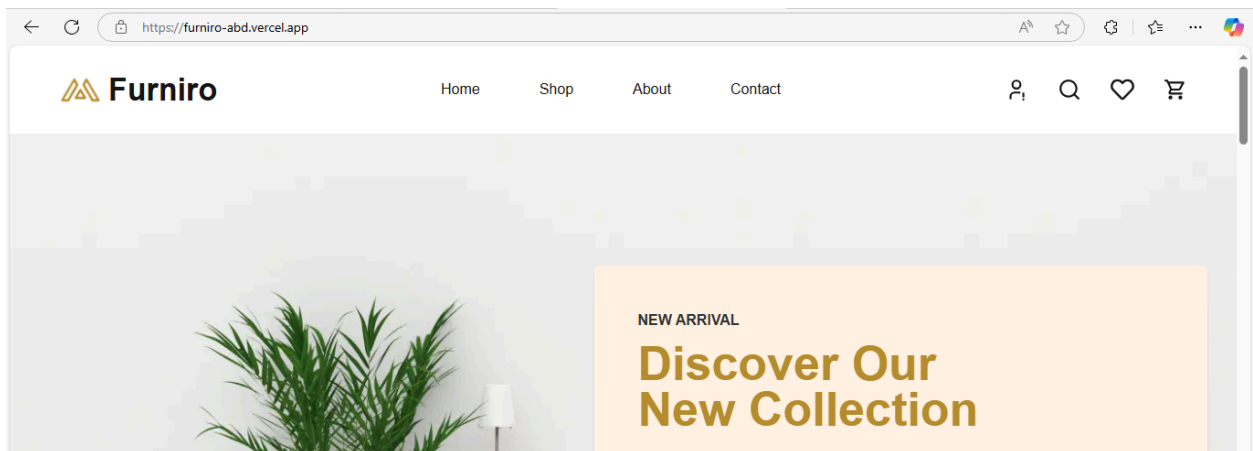 https://furniro-abd.vercel.app
Furniro
Home Shop About Contact
NEW ARRIVAL
Discover Our
New Collection